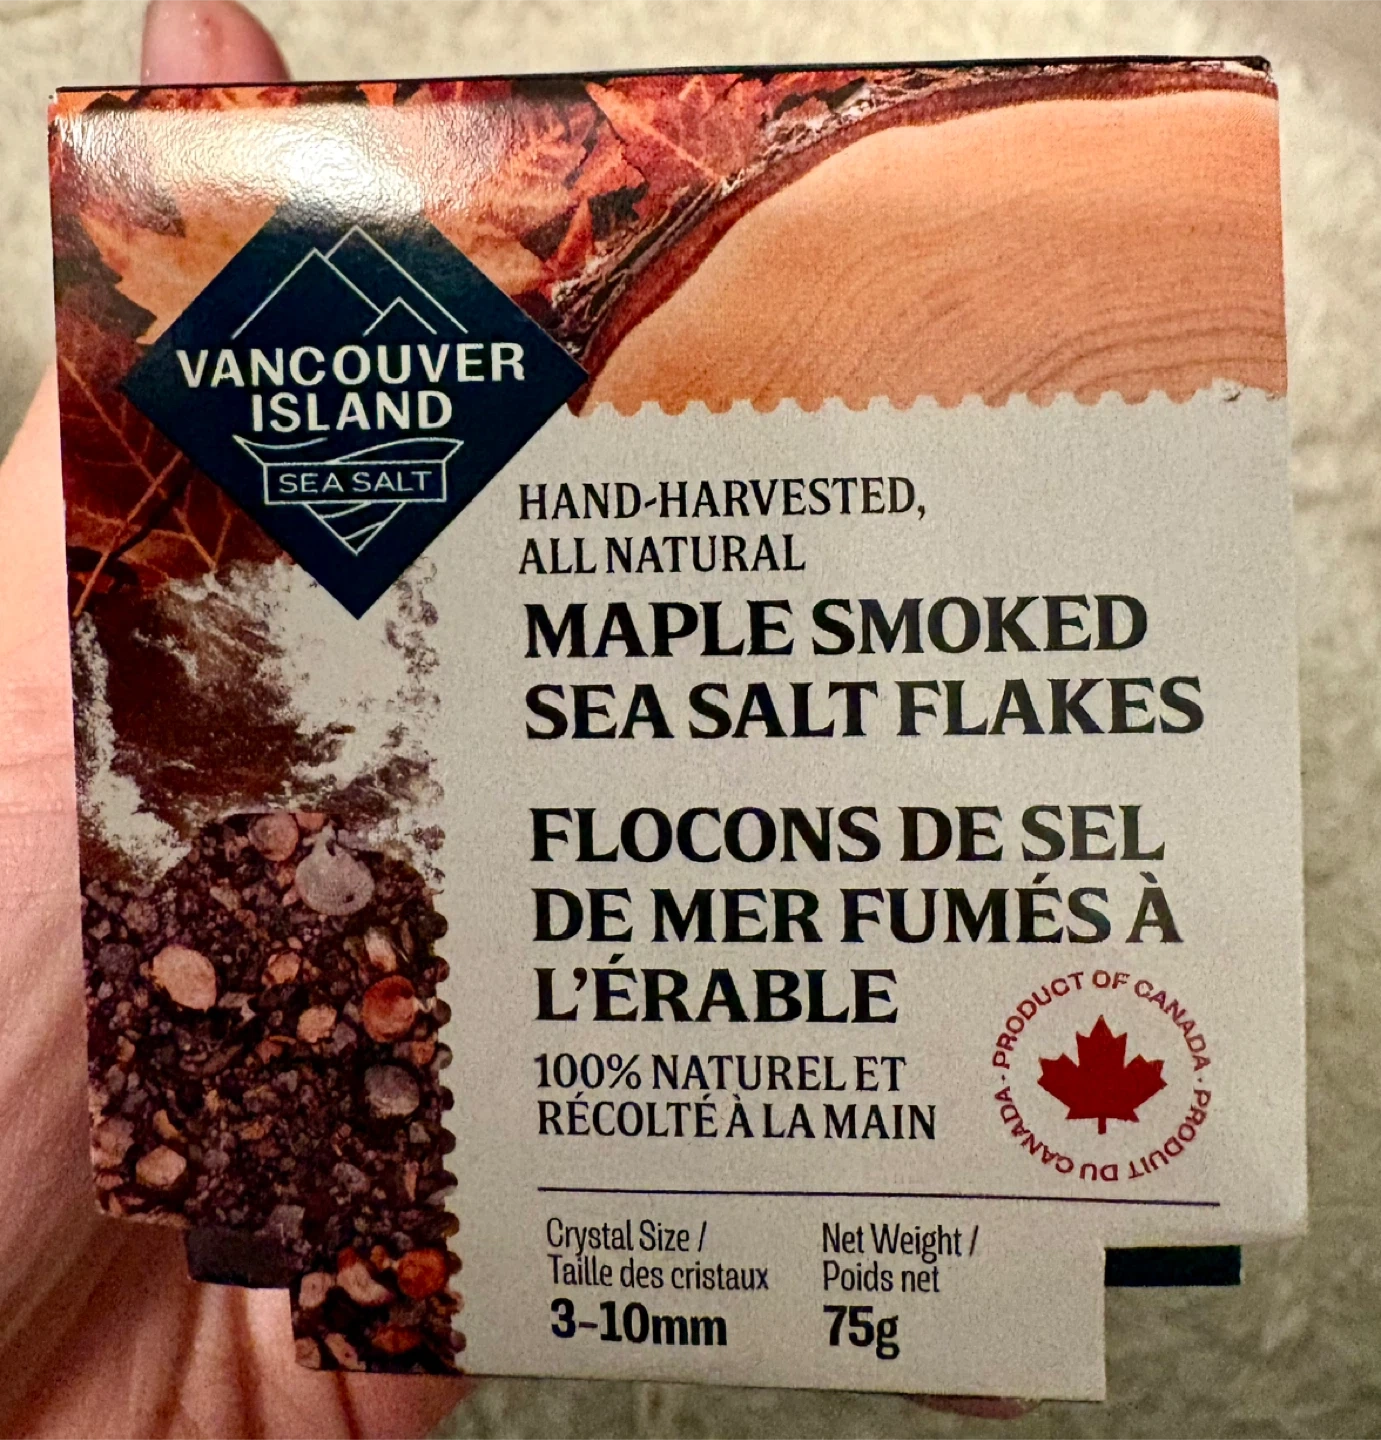 VANCOUVER
ISLAND
SEA SALT
HAND-HARVESTED,
ALL NATURAL
MAPLE SMOKED
SEA SALT FLAKES
FLOCONS DE SEL
DE MER FUMÉS À
L'ÉRABLE
100% NATUREL ET
RÉCOLTÉ À LA MAIN
PRODUCT OF CANADA · PRODUIT DU CANADA ·
Crystal Size /
Taille des cristaux
3-10mm
Net Weight /
Poids net
75g